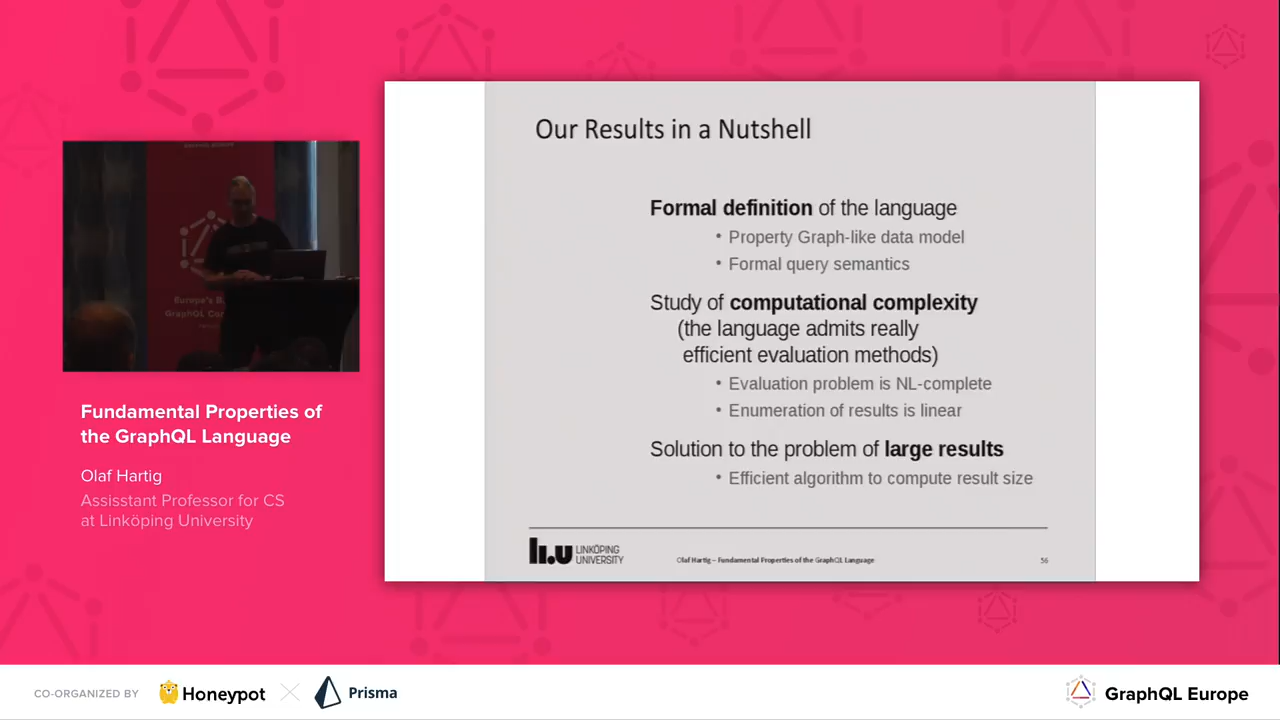 Our Results in a Nutshell
Formal definition of the language
• Property Graph-like data model
• Formal query semantics
Study of computational complexity
(the language admits really
efficient evaluation methods)
• Evaluation problem is NL-complete
• Enumeration of results is linear
Solution to the problem of large results
• Efficient algorithm to compute result size
li.u LINKÖPING
UNIVERSITY
Olaf Hartig – Fundamental Properties of the GraphQL Language
56
Europe's B
GraphQL Co
Fundamental Properties of
the GraphQL Language
Olaf Hartig
Assisstant Professor for CS
at Linköping University
CO-ORGANIZED BY
Honeypot
Prisma
GraphQL Europe